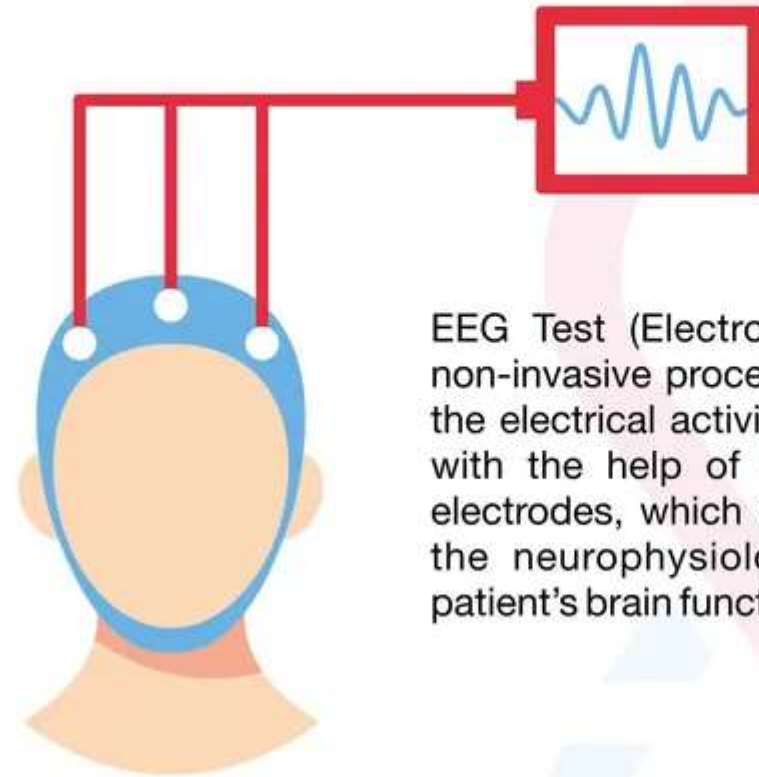 EEG Test (Electro
non-invasive proce
the electrical activi
with the help of
electrodes, which
the neurophysiole
patient's brain funct